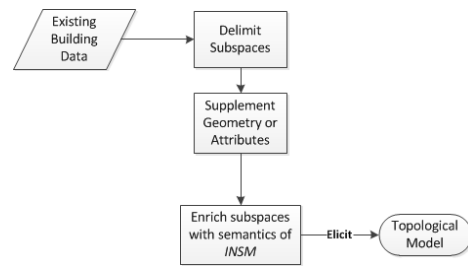 Existing
Building
Data
Delimit
Subspaces
Supplement
Geometry or
Attributes
Enrich subspaces
with semantics of
INSM
Elicit
Topological
Model